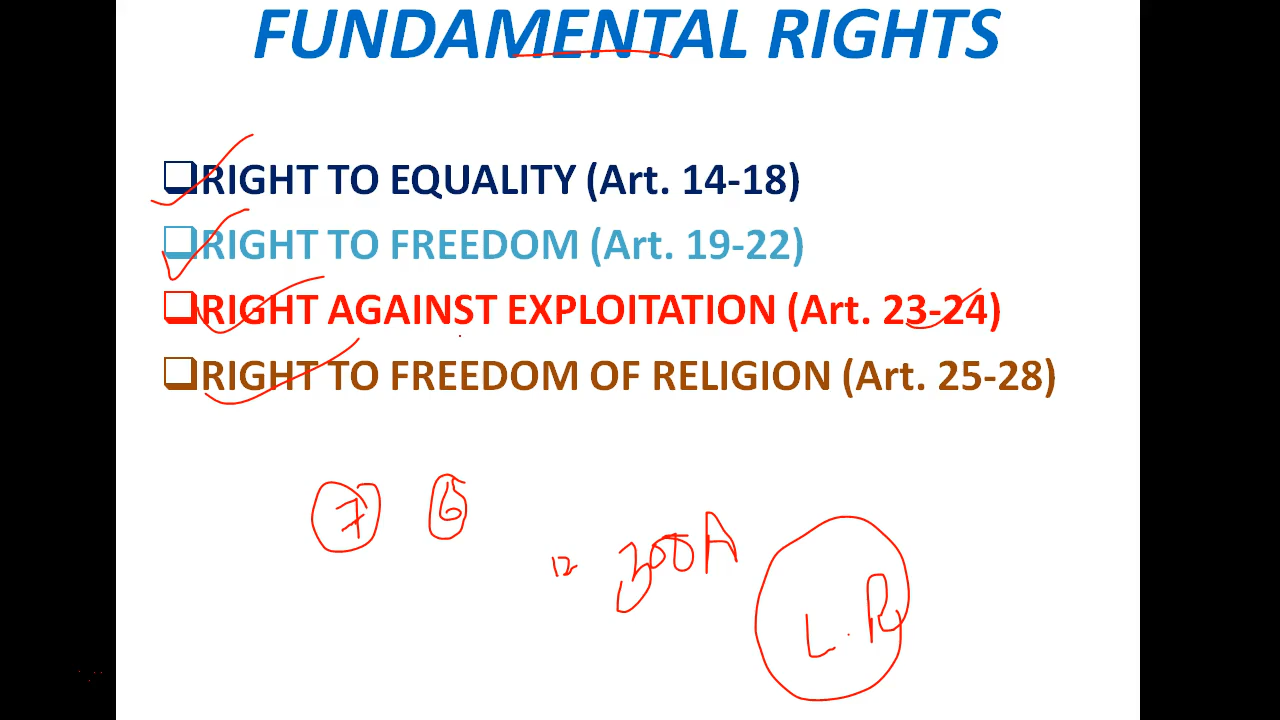 FUNDAMENTAL RIGHTS
RIGHT TO EQUALITY (Art. 14-18)
RIGHT TO FREEDOM (Art. 19-22)
RIGHT AGAINST EXPLOITATION (Art. 23-24)
RIGHT TO FREEDOM OF RELIGION (Art. 25-28)
7 6
12 300A
L.R